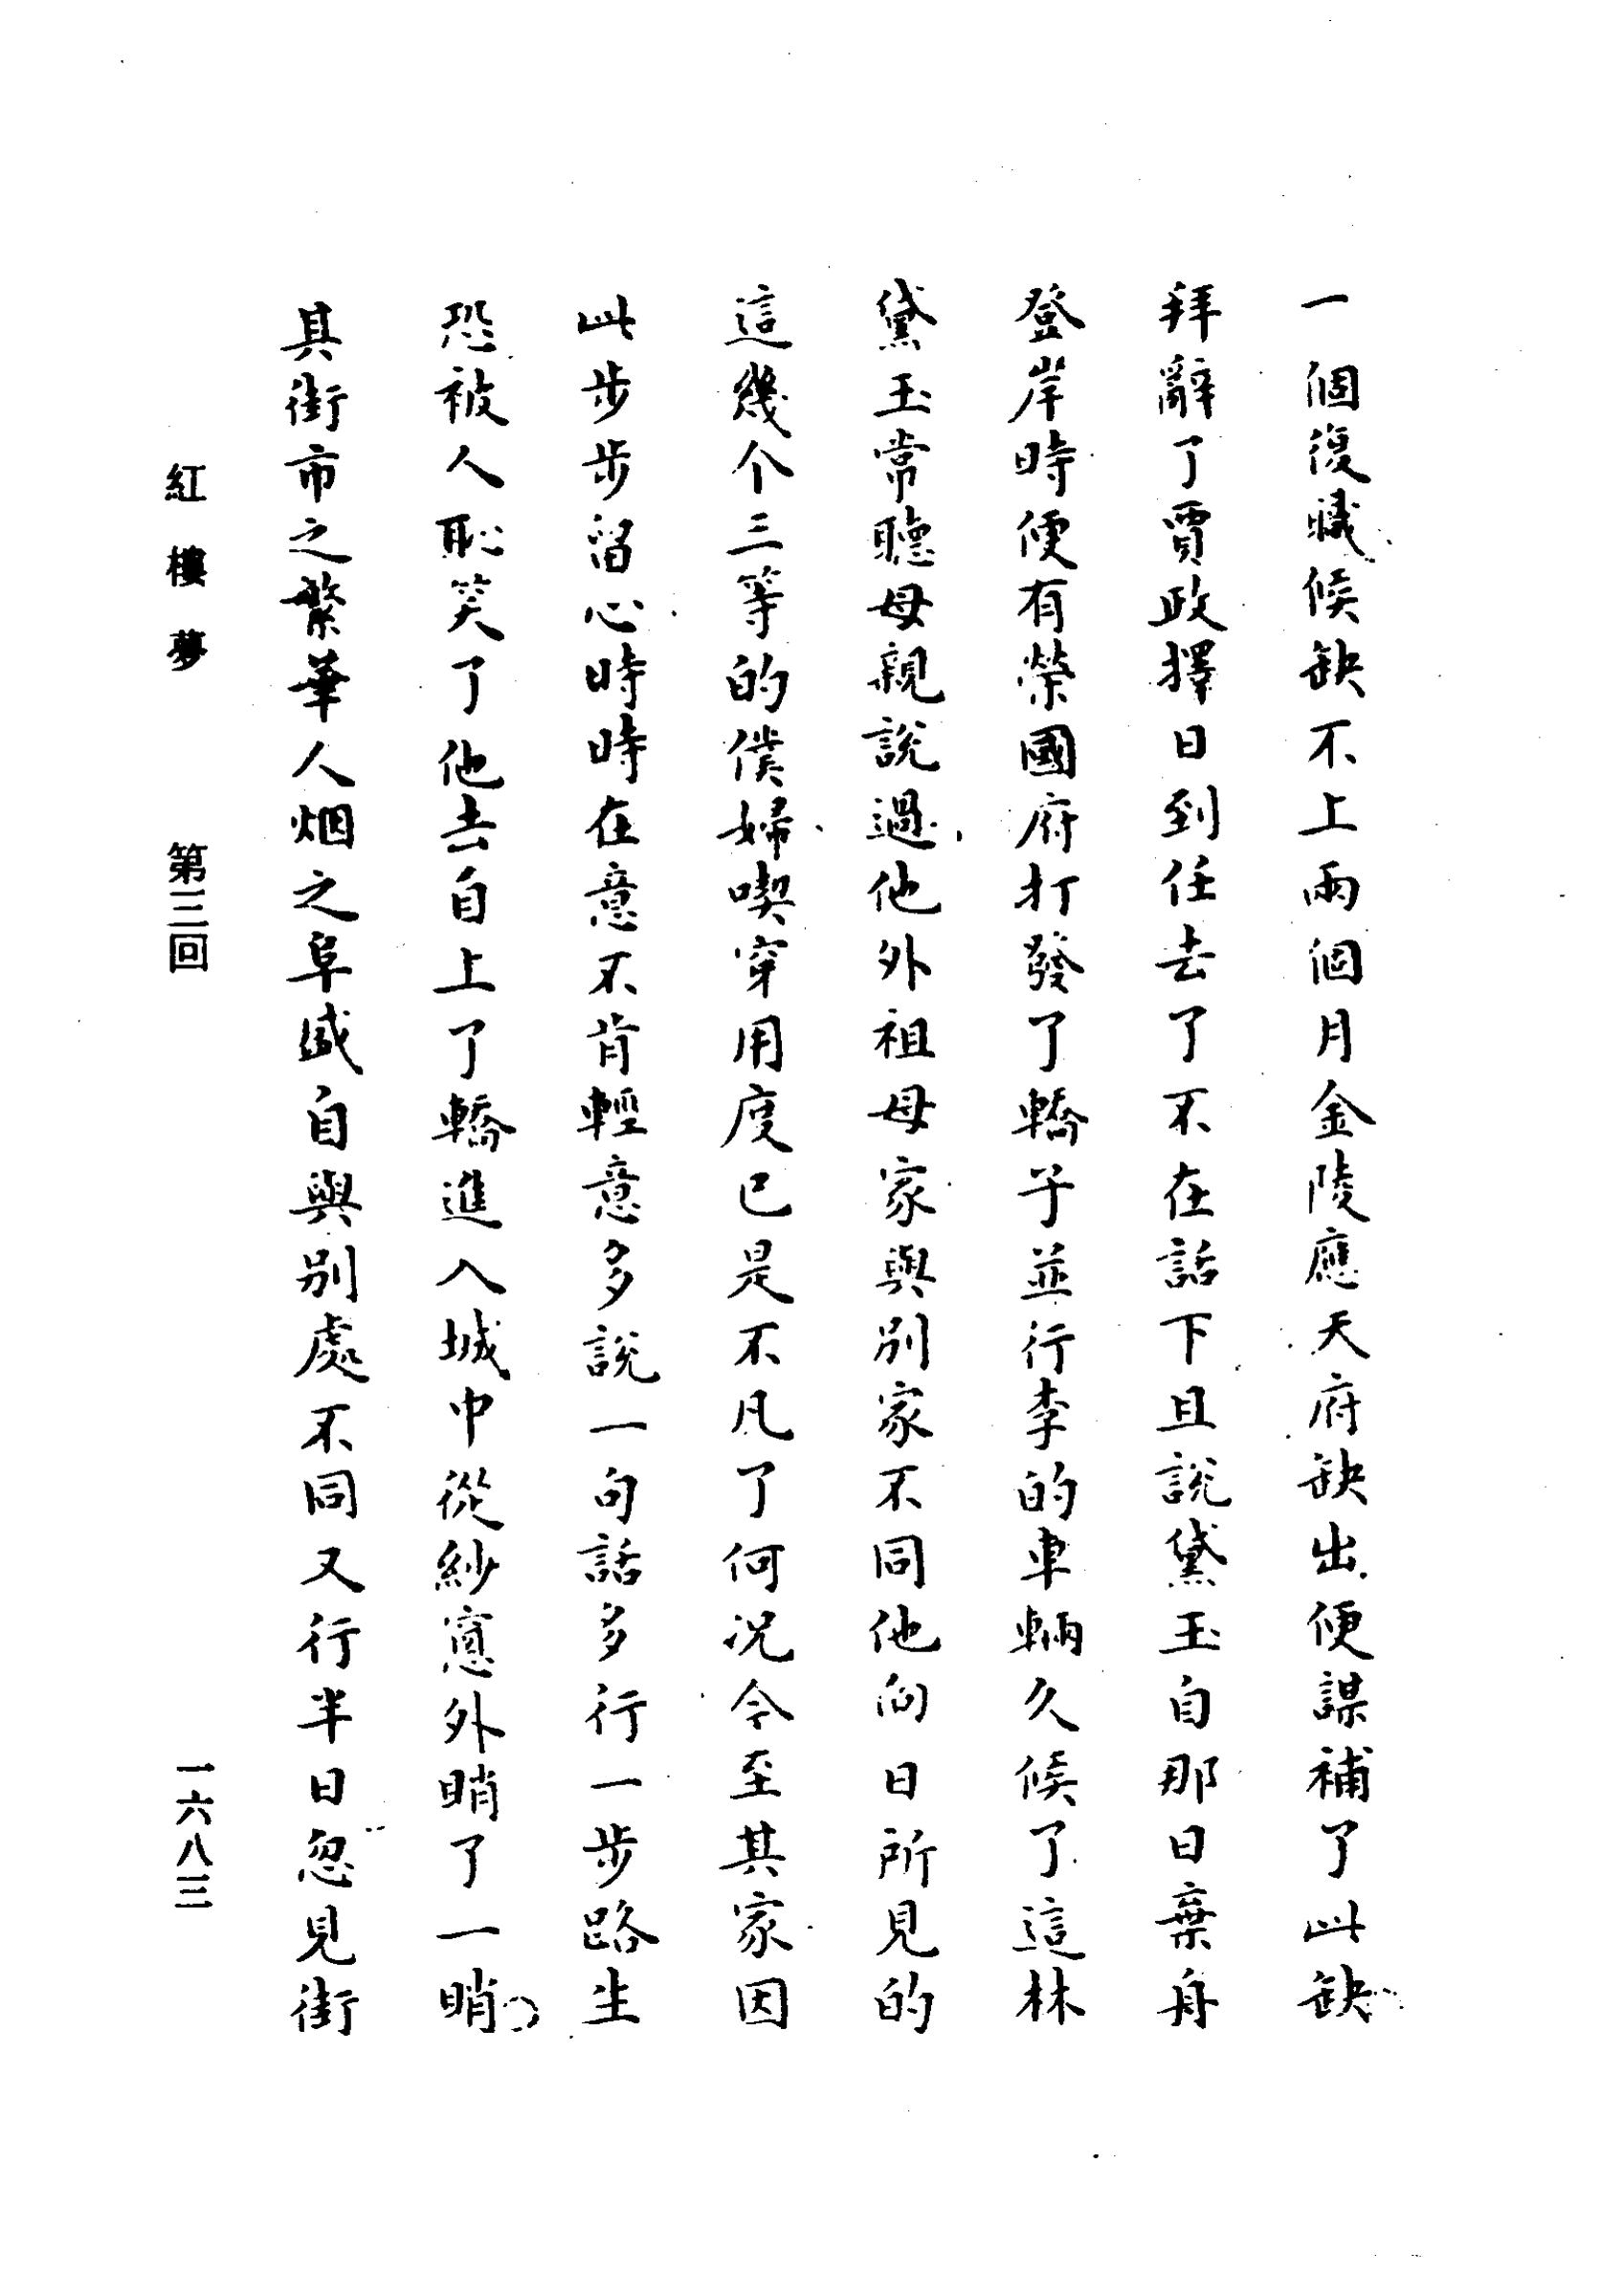 一個復職候缺不上兩個月金陵應天府缺出便謀補了此缺
拜辭了賈政擇日到任去了不在話下且說黛玉自那日棄舟
登岸時便有榮國府打發了轎子並行李的車輛久候了這林
黛玉常聽母親說過他外祖母家與別家不同他向日所見的
這幾个三等的僕婦喫穿用度已是不凡了何况今至其家因
此步步留心時時在意不肯輕意多說一句話多行一步路生
恐被人恥笑了他去自上了轎進入城中從紗窻外睄了一睄
其街市之繁華人烟之阜盛自與別處不同又行半日忽見街
紅樓夢 第三回 一六八三